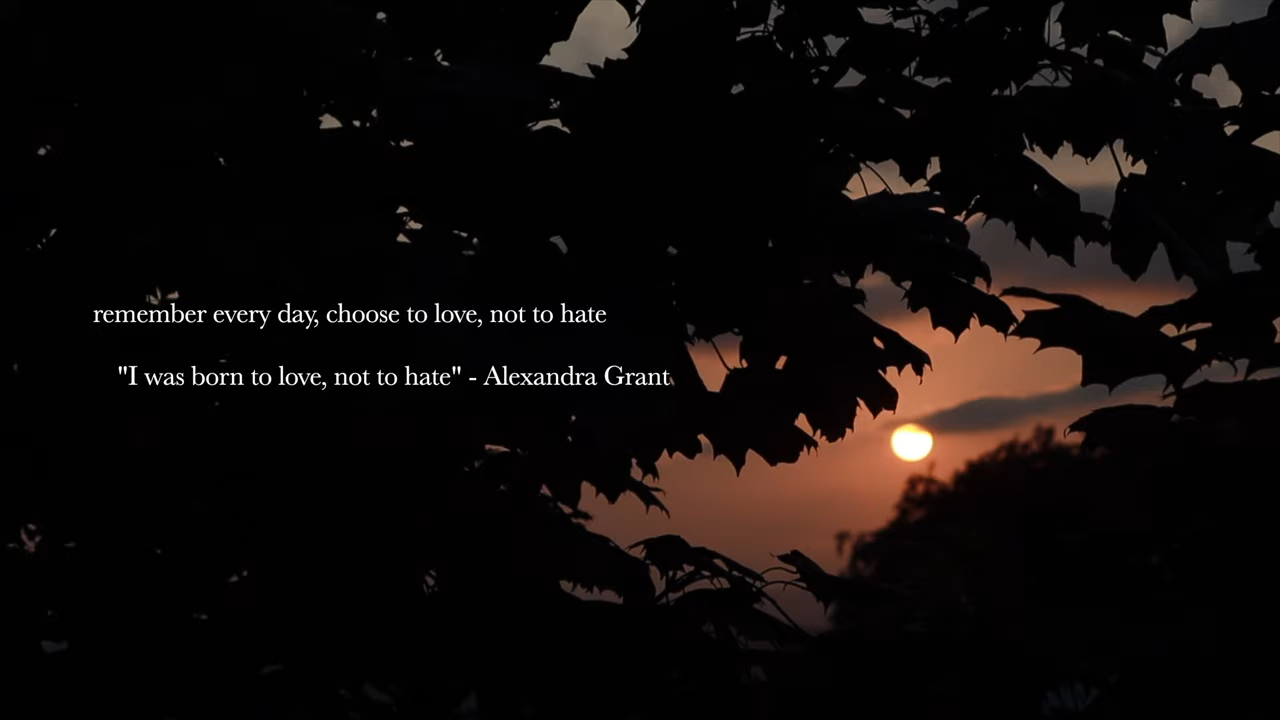 remember every day, choose to love, not to hate
"I was born to love, not to hate" - Alexandra Grant